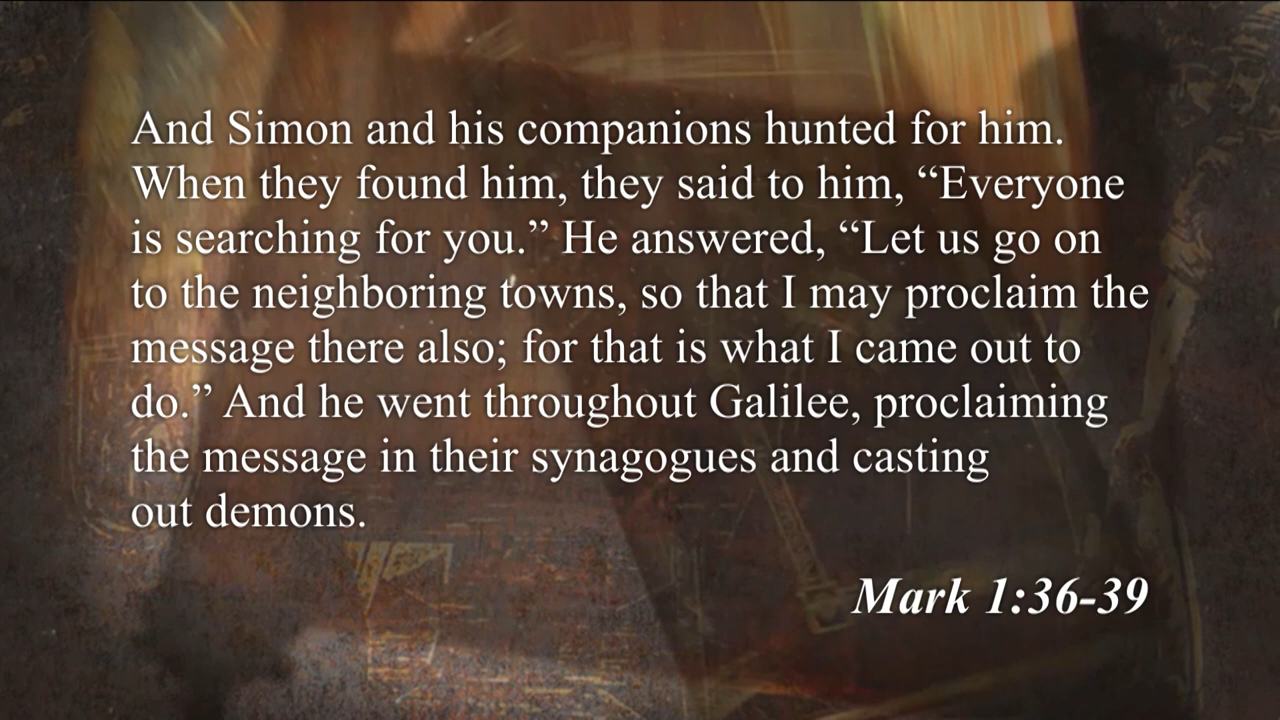 And Simon and his companions hunted for him.
When they found him, they said to him, “Everyone
is searching for you.” He answered, “Let us go on
to the neighboring towns, so that I may proclaim the
message there also; for that is what I came out to
do.” And he went throughout Galilee, proclaiming
the message in their synagogues and casting
out demons.
Mark 1:36-39